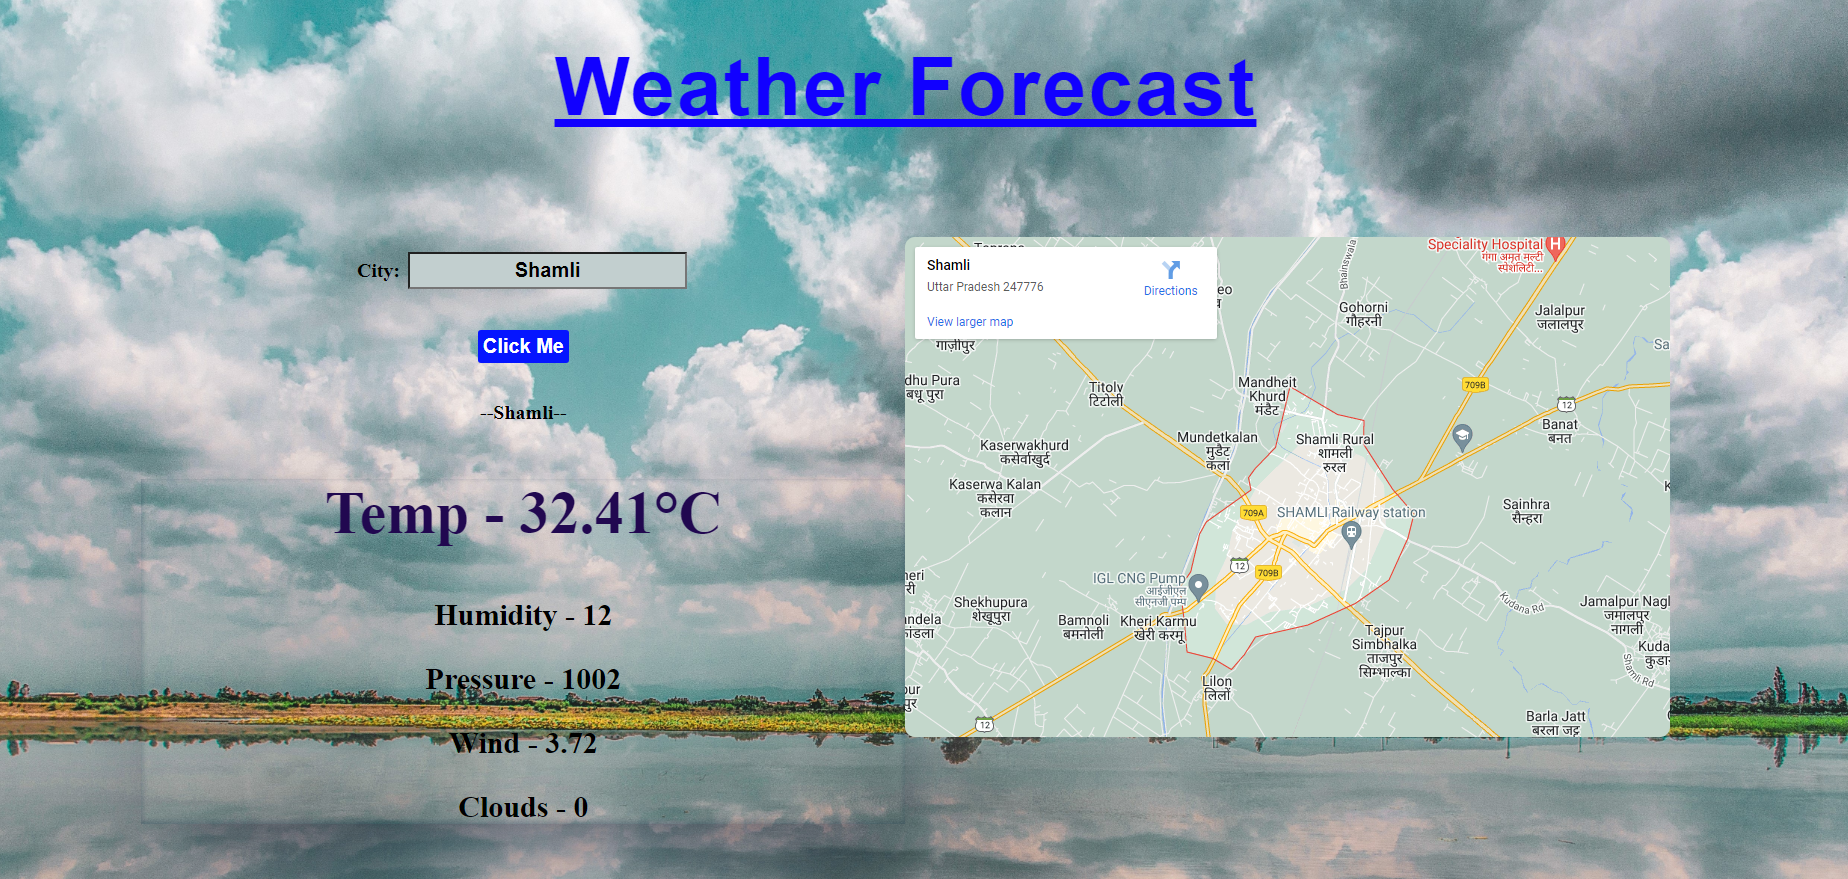 Weather Forecast
City: Shamli
Click Me
--Shamli--
Temp - 32.41°C
Humidity - 12
Pressure - 1002
Wind - 3.72
Clouds - 0
Shamli
Uttar Pradesh 247776
Directions
View larger map
गाज़ीपुर
Bhainswala
Speciality Hospital
गंगा अमृत मल्टी
स्पेशलिटी...
H
Gohorni
गौहरनी
Jalalpur
जलालपुर
Sa
dhu Pura
बधू पुरा
Titoly
टिटोली
Mandheit
Khurd
मंडैट
709B
12
Banat
बनत
Kaserwakhurd
कसेर्वाखुर्द
Mundetkalan
मुडैट
कलां
Shamli Rural
शामली
रुरल
Kaserwa Kalan
कसेरवा
कलान
709A
SHAMLI Railway station
Sainhra
सैन्हरा
12
709B
IGL CNG Pump
आईजीएल
सीएनजी पम्प
Shekhupura
शेखूपुरा
Bamnoli
बमनोली
Kheri Karmu
खेरी करमू
Kudana Rd
Jamalpur Nagl
जमालपुर
नागली
Tajpur
Simbhalka
ताजपुर
सिम्भाल्का
Kuda
Shamli Rd
Lilon
लिलों
12
Barla Jatt
बरला जट्ट